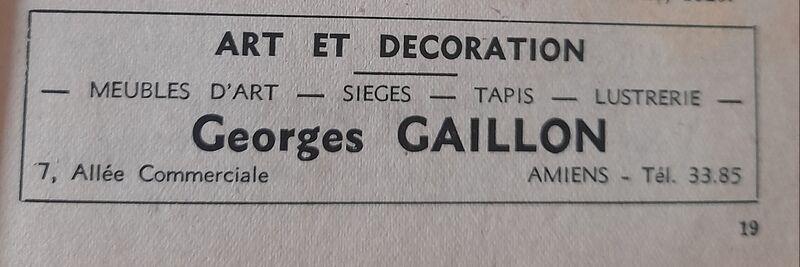 ART ET DECORATION
— MEUBLES D'ART — SIEGES — TAPIS — LUSTRERIE —
Georges GAILLON
7, Allée Commerciale AMIENS - Tél. 33.85
19